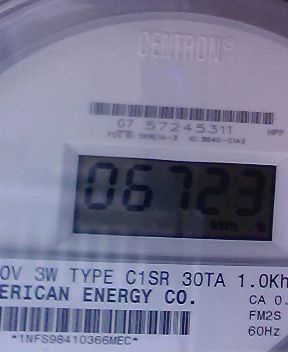 CENTRON®
07 57245311
06723
kWh
0V 3W TYPE C1SR 30TA 1.0Kh
ERICAN ENERGY CO.
CA 0.
FM2S
60Hz
*1NFS98410366MEC*